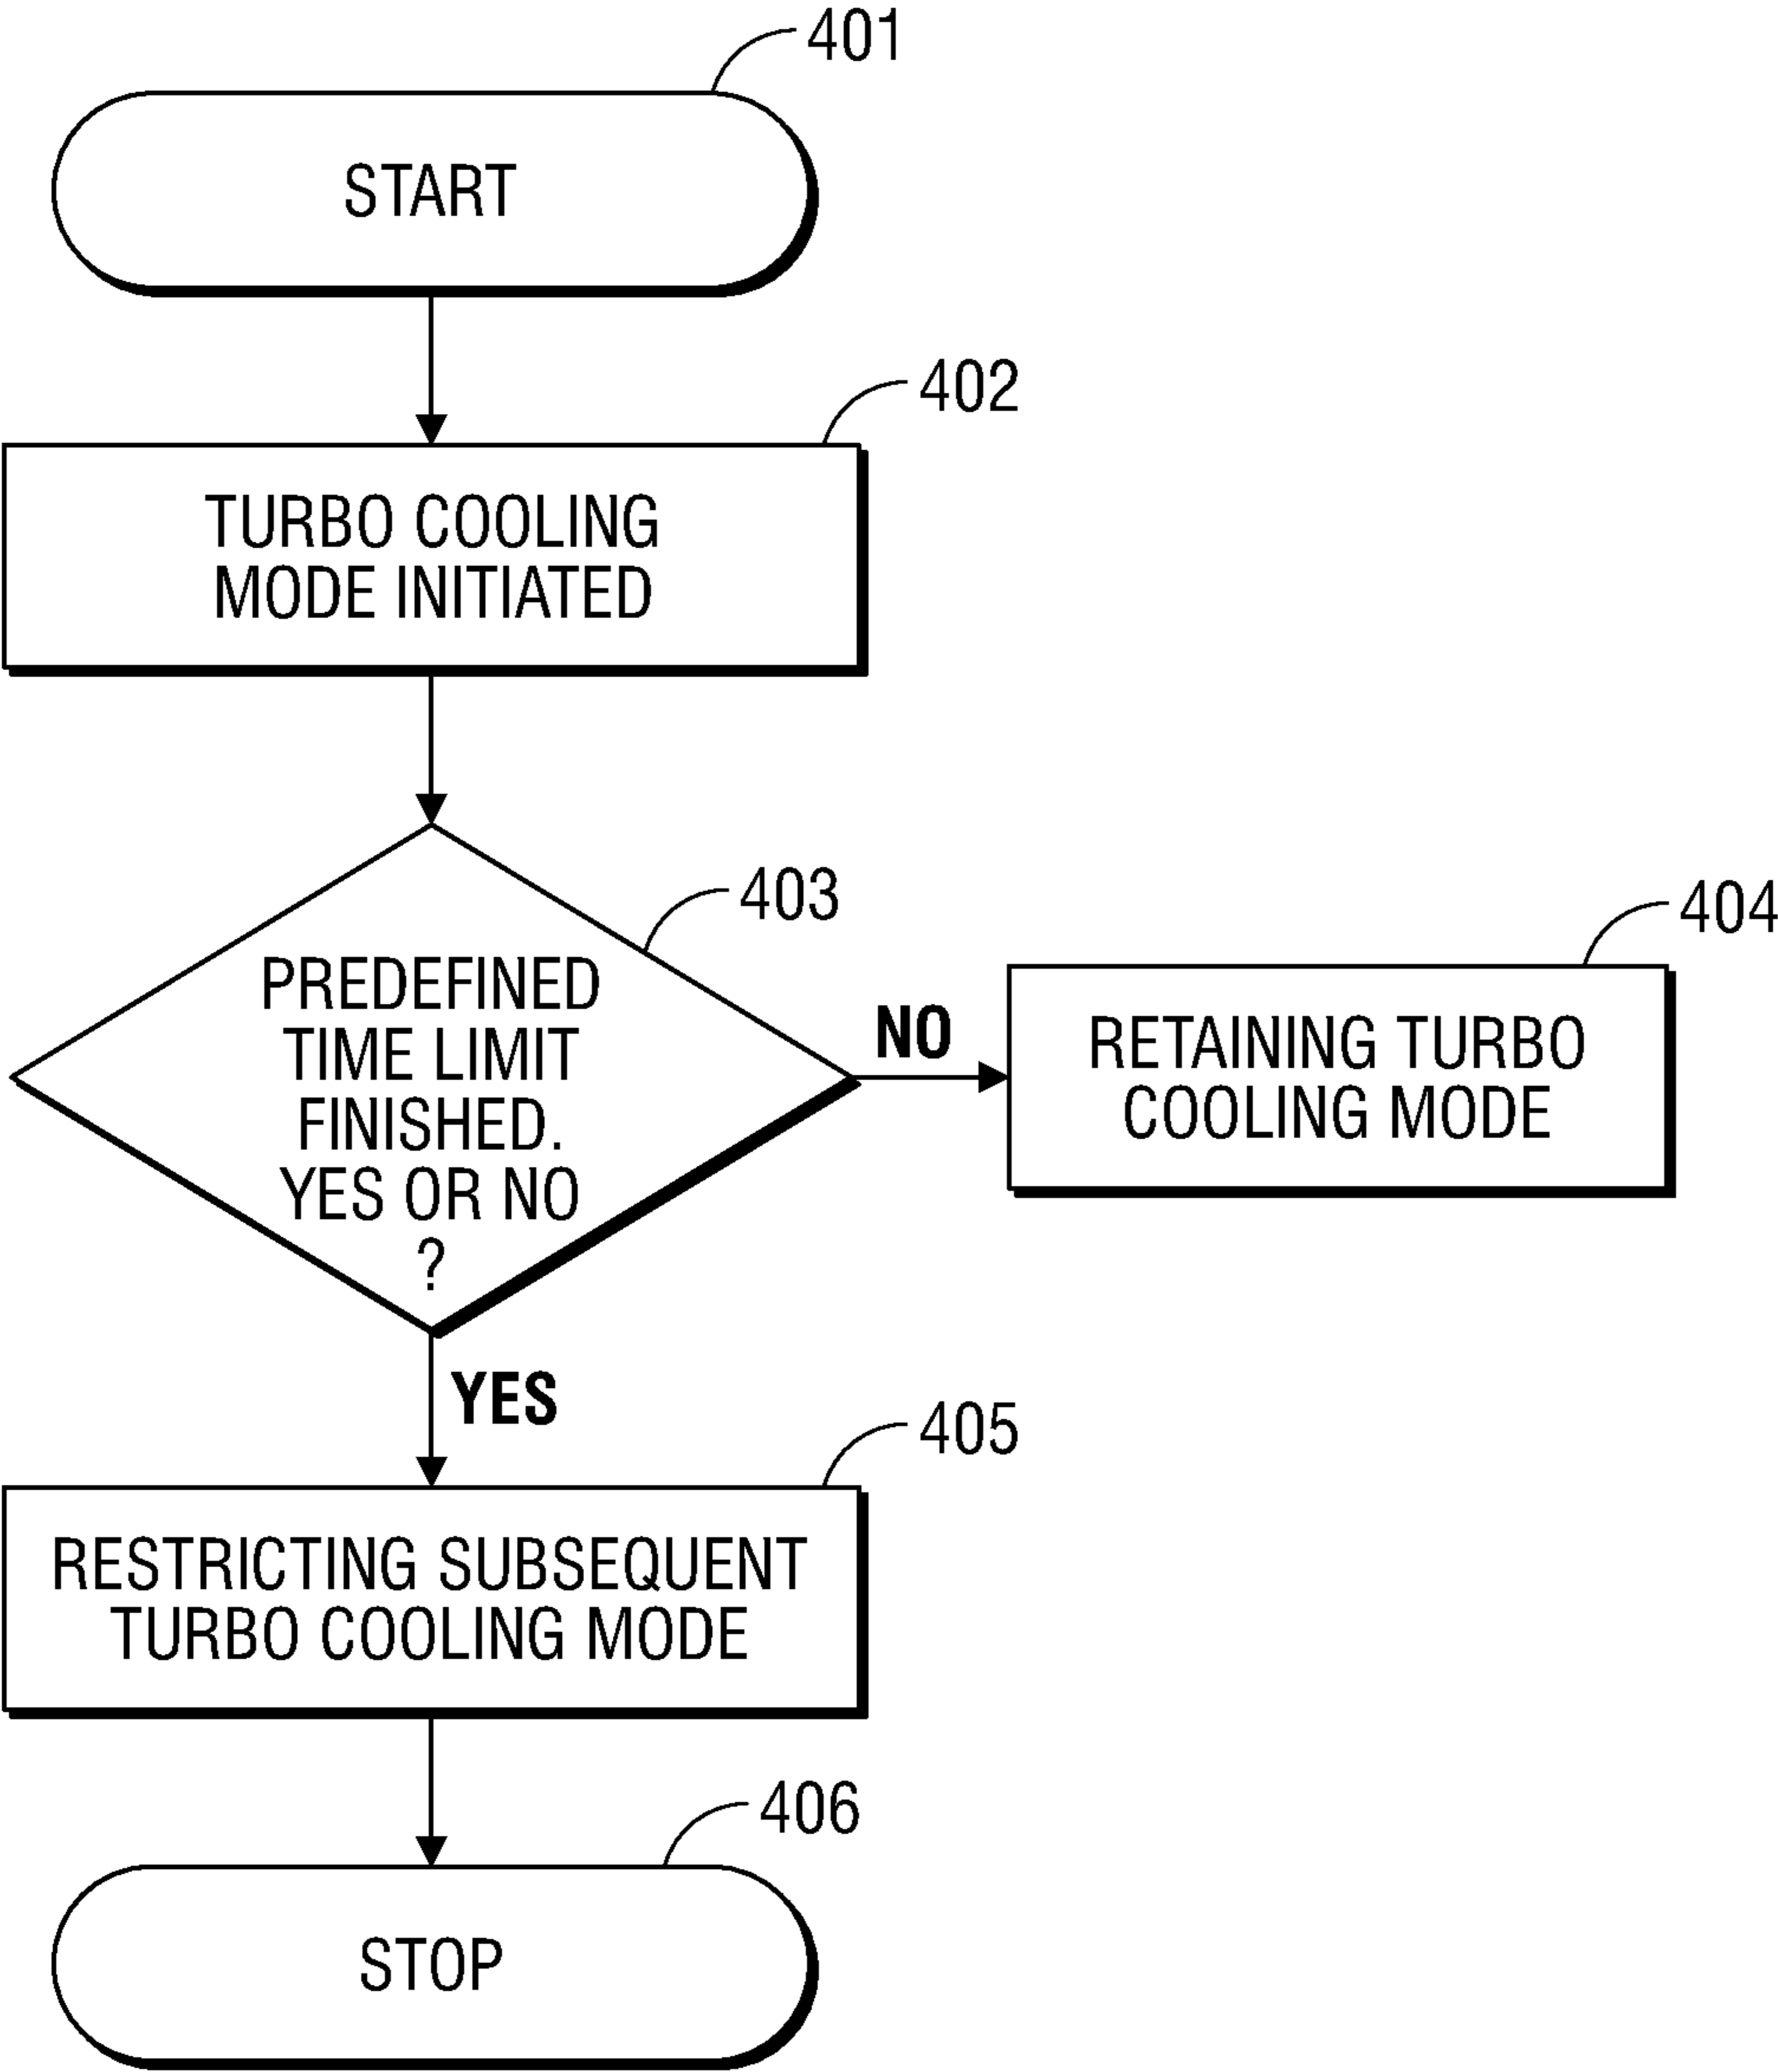 401
START
402
TURBO COOLING
MODE INITIATED
403
PREDEFINED
TIME LIMIT
FINISHED.
YES OR NO
?
NO
404
RETAINING TURBO
COOLING MODE
YES
405
RESTRICTING SUBSEQUENT
TURBO COOLING MODE
406
STOP